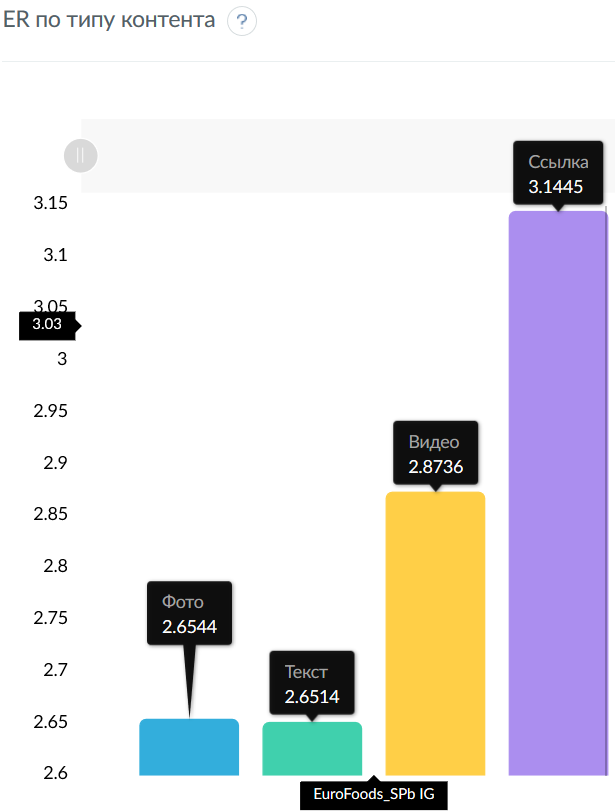 ER по типу контента ?
Ссылка
3.1445
3.15
3.1
3.05
3.03
3
2.95
Видео
2.8736
2.9
2.85
2.8
Фото
2.6544
2.75
2.7
Текст
2.6514
2.65
2.6
EuroFoods_SPb IG